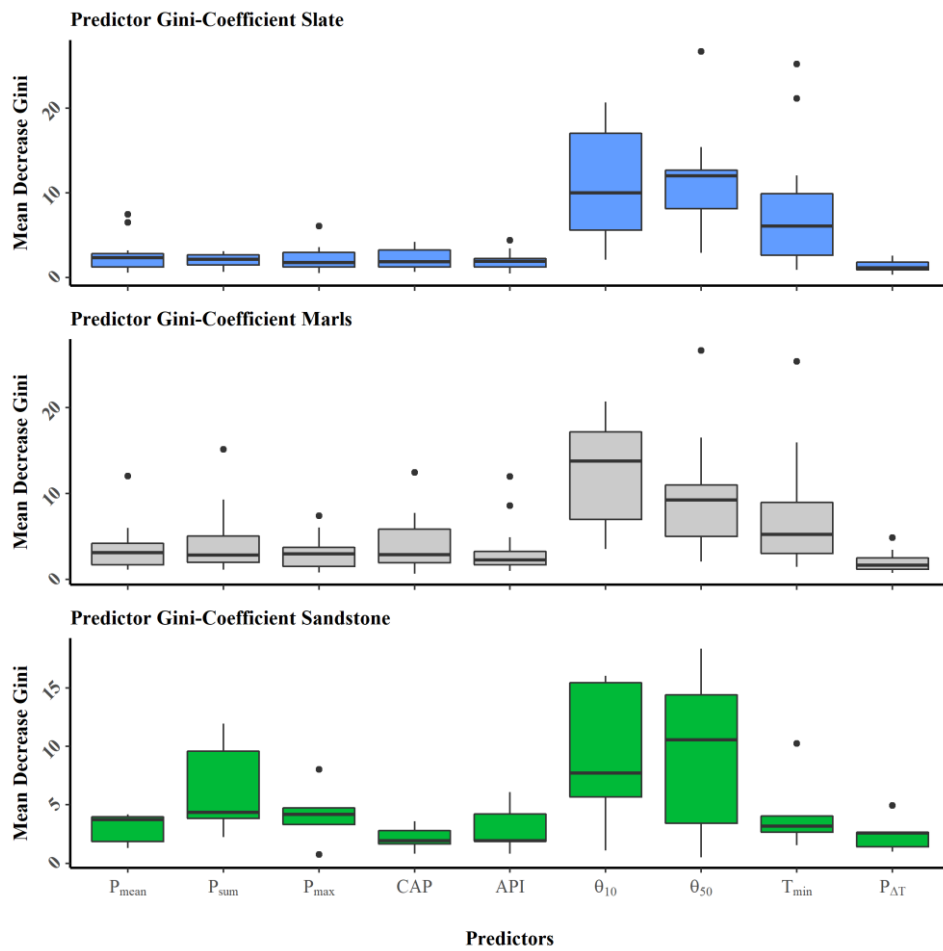 Predictor Gini-Coefficient Slate
Mean Decrease Gini
20
10
0
Predictor Gini-Coefficient Marls
Mean Decrease Gini
20
10
0
Predictor Gini-Coefficient Sandstone
Mean Decrease Gini
15
10
5
0
Pmean Psum Pmax CAP API θ10 θ50 Tmin PΔT
Predictors